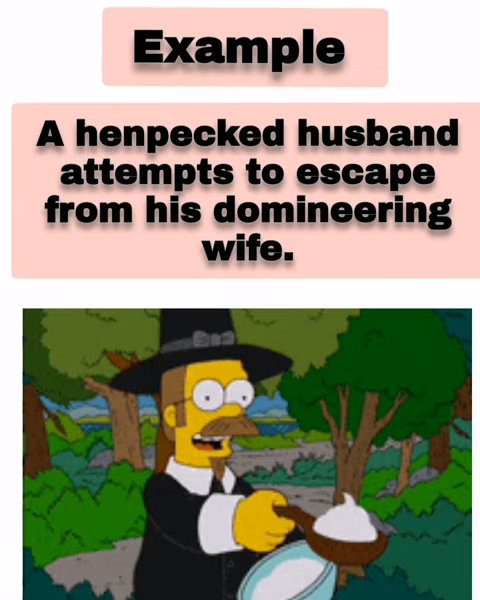 Example
A henpecked husband
attempts to escape
from his domineering
wife.